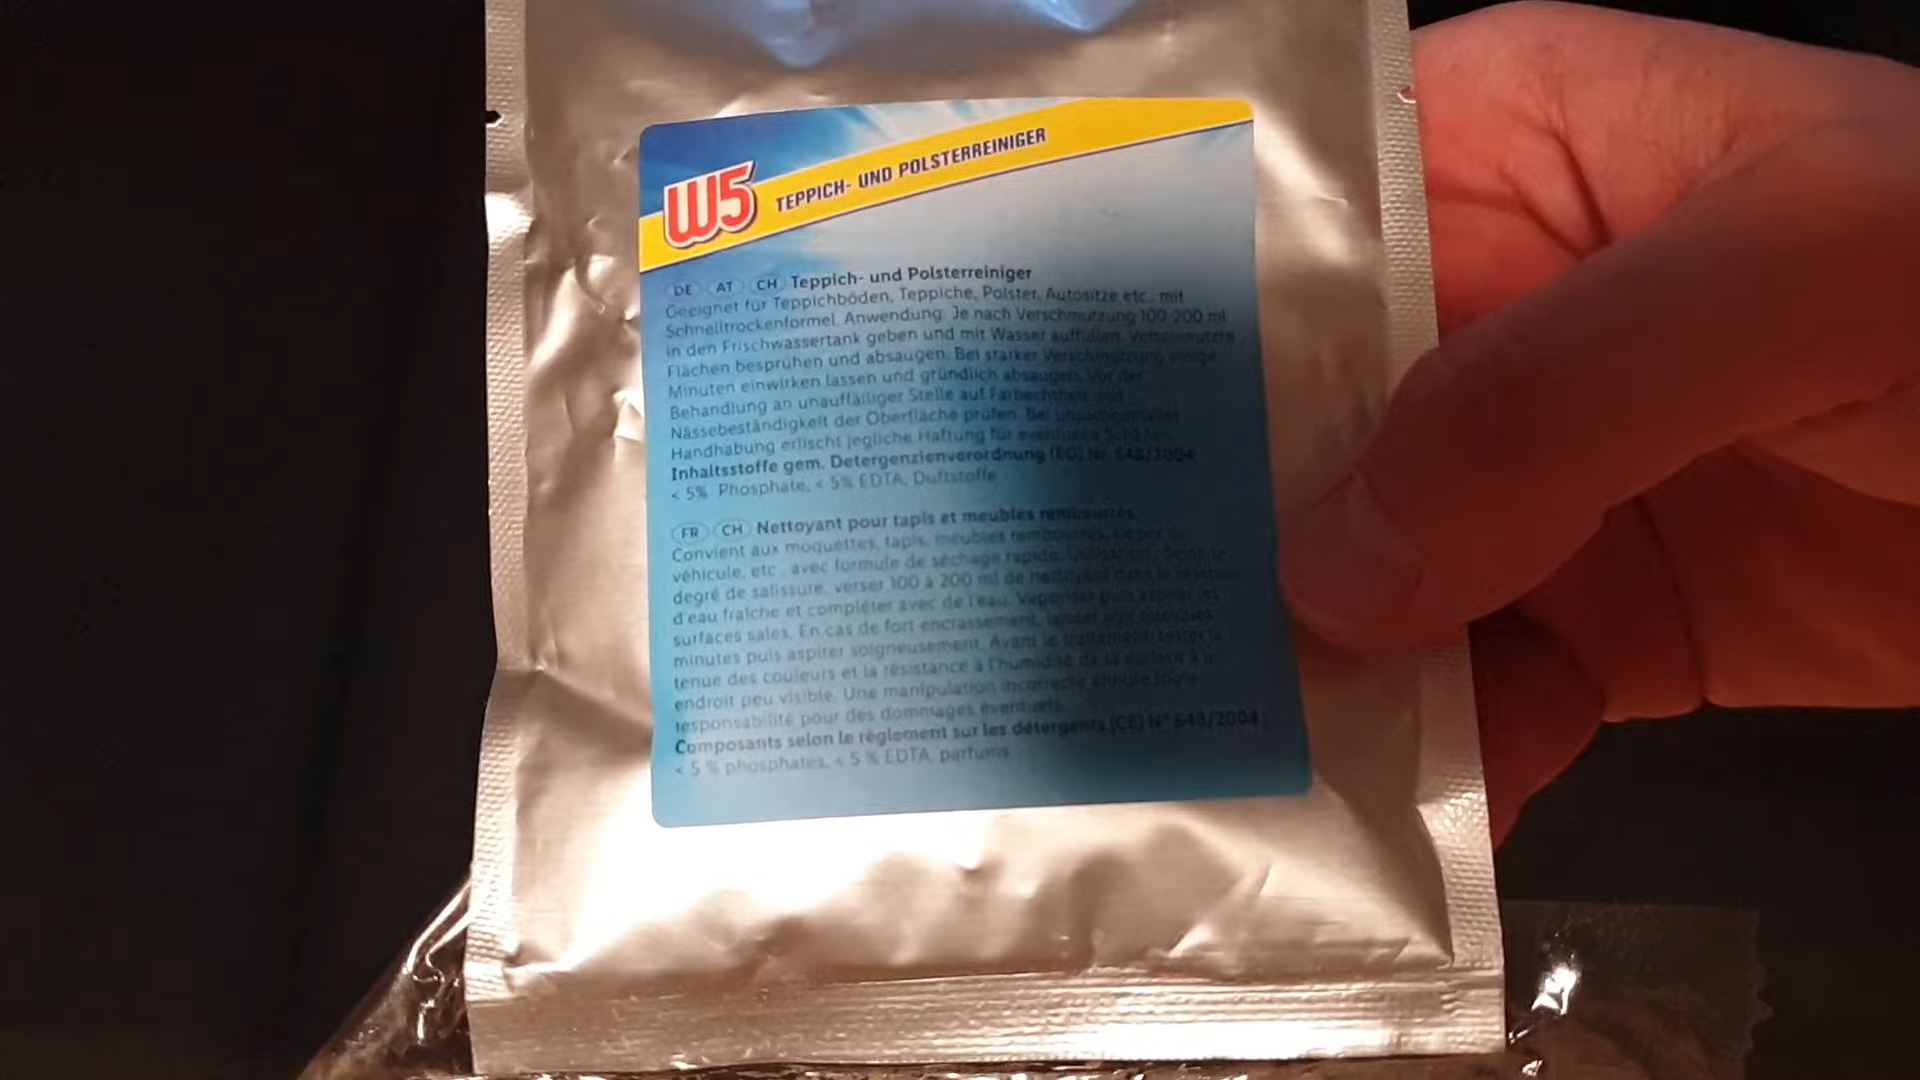 W5 TEPPICH- UND POLSTERREINIGER
DE AT CH Teppich- und Polsterreiniger
Geeignet für Teppichböden, Teppiche, Polster, Autositze etc., mit
Schnelltrockenformel. Anwendung: Je nach Verschmutzung 100-200 ml
in den Frischwassertank geben und mit Wasser auffüllen. Verschmutzte
Flächen besprühen und absaugen. Bei starker Verschmutzung einige
Minuten einwirken lassen und gründlich absaugen. Vor der
Behandlung an unauffälliger Stelle auf Farbechtheit und
Nässebeständigkeit der Oberfläche prüfen. Bei unsachgemäßer
Handhabung erlischt jegliche Haftung für eventuelle Schäden.
Inhaltsstoffe gem. Detergenzienverordnung (EG) Nr. 648/2004:
< 5% Phosphate, < 5% EDTA, Duftstoffe
FR CH Nettoyant pour tapis et meubles rembourrés
Convient aux moquettes, tapis, meubles rembourrés, sièges de
véhicule, etc., avec formule de séchage rapide. Utilisation : Selon le
degré de salissure, verser 100 à 200 ml de nettoyant dans le réservoir
d'eau fraîche et compléter avec de l'eau. Vaporiser puis aspirer les
surfaces sales. En cas de fort encrassement, laisser agir quelques
minutes puis aspirer soigneusement. Avant le traitement, tester la
tenue des couleurs et la résistance à l'humidité de la surface à un
endroit peu visible. Une manipulation incorrecte annule toute
responsabilité pour des dommages éventuels.
Composants selon le règlement sur les détergents (CE) N° 648/2004 :
< 5 % phosphates, < 5 % EDTA, parfums